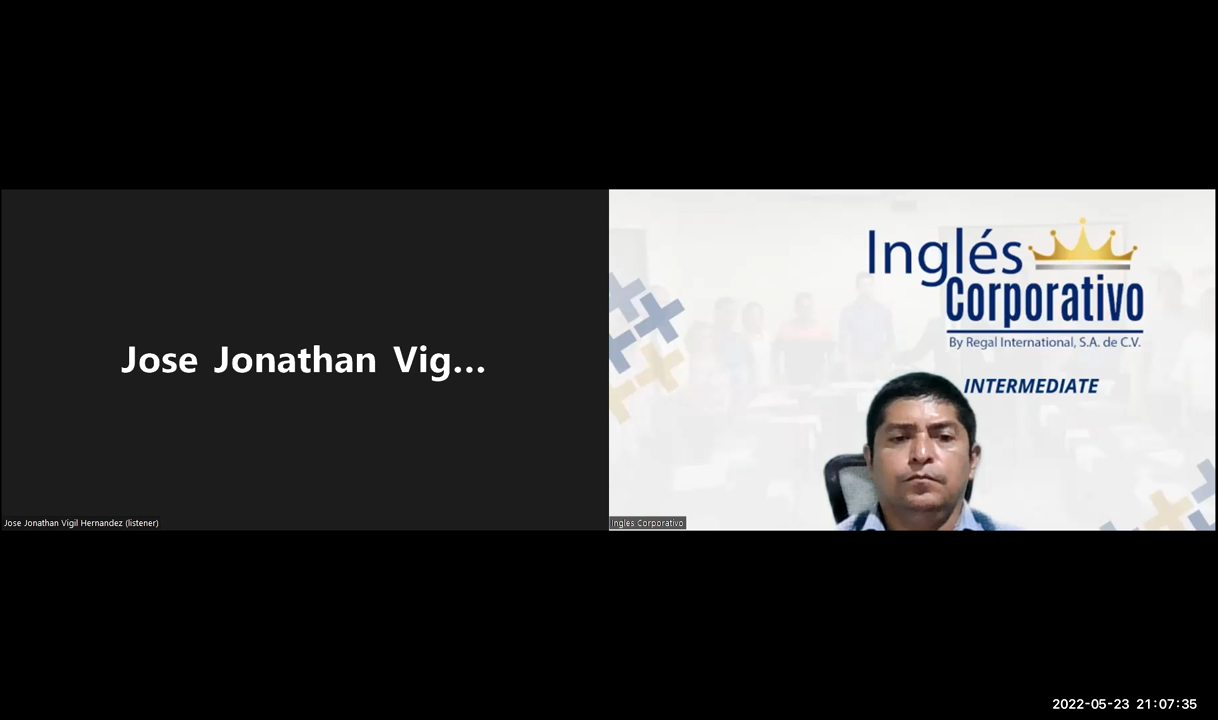 Jose Jonathan Vig...
Jose Jonathan Vigil Hernandez (listener)
Inglés
Corporativo
By Regal International, S.A. de C.V.
INTERMEDIATE
Ingles Corporativo
2022-05-23 21:07:35